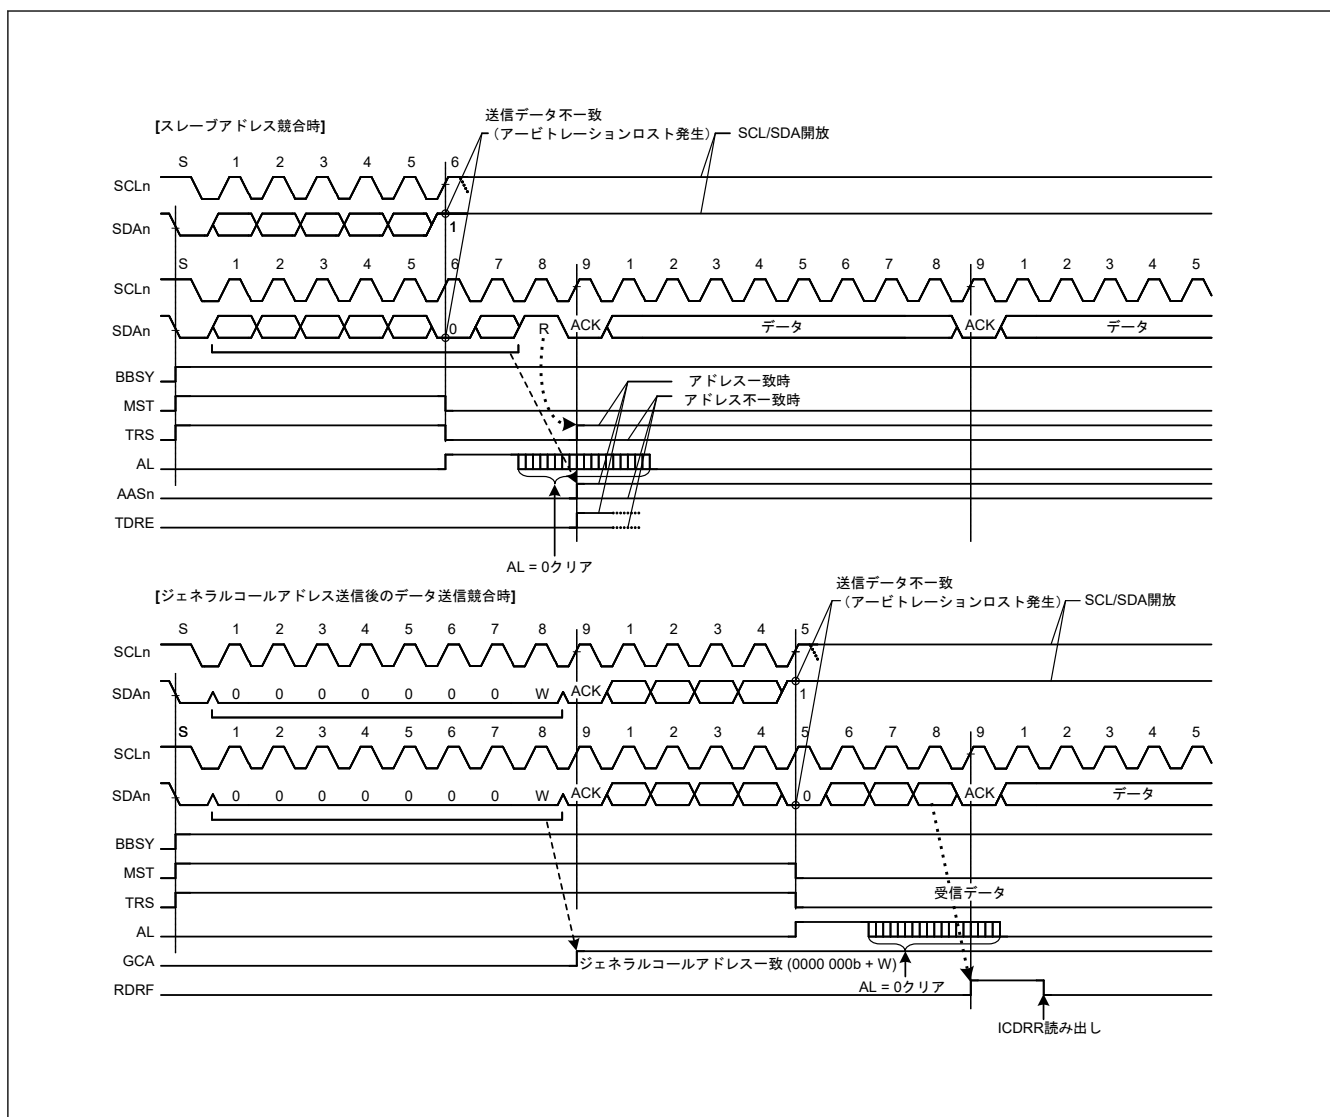 送信データ不一致
[スレーブアドレス競合時] (アービトレーションロスト発生) SCL/SDA開放
S 1 2 3 4 5 6
SCLn
SDAn 1
S 1 2 3 4 5 6 7 8 9 1 2 3 4 5 6 7 8 9 1 2 3 4 5
SCLn
SDAn 0 R ACK データ ACK データ
BBSY アドレス一致時
MST アドレス不一致時
TRS
AL
AASn
TDRE
AL = 0クリア
送信データ不一致
[ジェネラルコールアドレス送信後のデータ送信競合時] (アービトレーションロスト発生) SCL/SDA開放
S 1 2 3 4 5 6 7 8 9 1 2 3 4 5
SCLn
SDAn 0 0 0 0 0 0 0 W ACK 1
S 1 2 3 4 5 6 7 8 9 1 2 3 4 5 6 7 8 9 1 2 3 4 5
SCLn
SDAn 0 0 0 0 0 0 0 W ACK 0 ACK データ
BBSY
MST
TRS 受信データ
AL
GCA ジェネラルコールアドレス一致 (0000 000b + W)
AL = 0クリア
RDRF
ICDRR読み出し